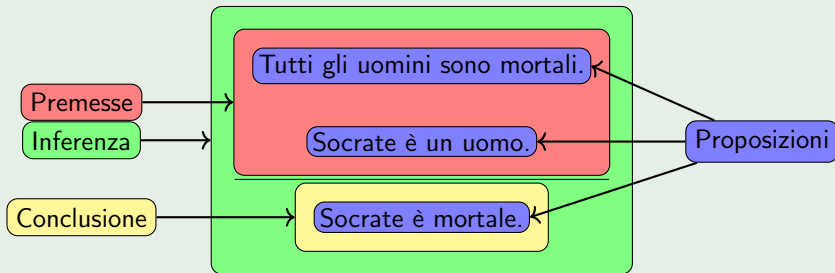 Tutti gli uomini sono mortali.
Premesse
Inferenza
Socrate è un uomo.
Proposizioni
Conclusione
Socrate è mortale.